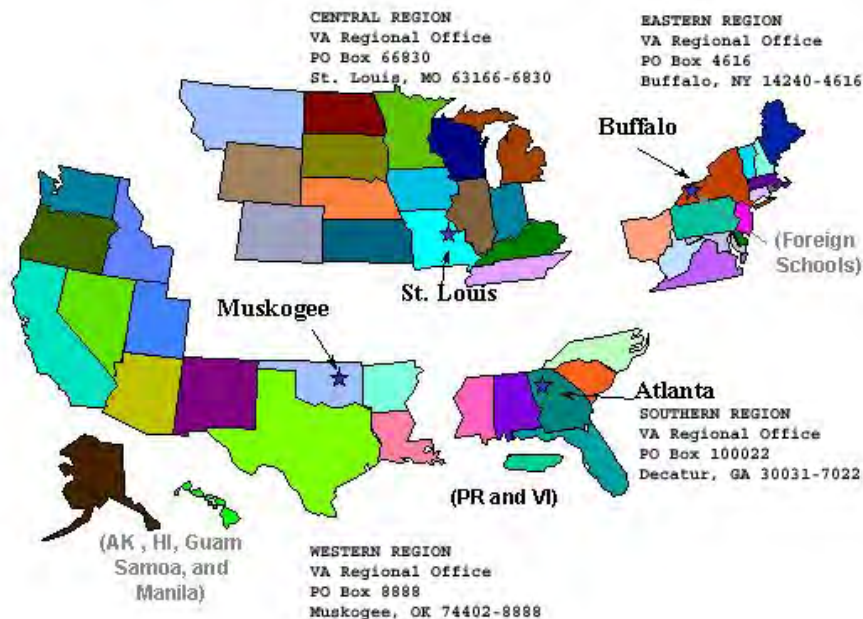 CENTRAL REGION
VA Regional Office
PO Box 66830
St. Louis, MO 63166-6830
EASTERN REGION
VA Regional Office
PO Box 4616
Buffalo, NY 14240-4616
Buffalo
(Foreign
Schools)
St. Louis
Muskogee
Atlanta
SOUTHERN REGION
VA Regional Office
PO Box 100022
Decatur, GA 30031-7022
(PR and VI)
(AK , HI, Guam
Samoa, and
Manila)
WESTERN REGION
VA Regional Office
PO Box 8888
Muskogee, OK 74402-8888